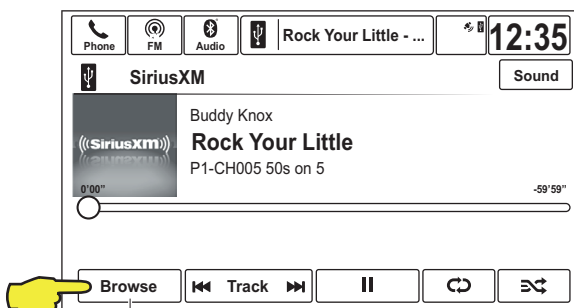 Phone
FM
Audio
Rock Your Little - ...
12:35
SiriusXM
Sound
Buddy Knox
((SiriusXM))
Rock Your Little
P1-CH005 50s on 5
0'00"
-59'59"
Browse
Track